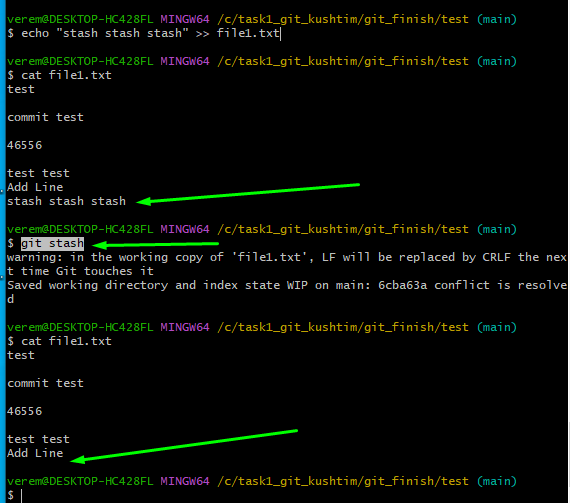 verem@DESKTOP-HC428FL MINGW64 /c/task1_git_kushtim/git_finish/test (main)
$ echo "stash stash stash" >> file1.txt
verem@DESKTOP-HC428FL MINGW64 /c/task1_git_kushtim/git_finish/test (main)
$ cat file1.txt
test
commit test
46556
test test
Add Line
stash stash stash
verem@DESKTOP-HC428FL MINGW64 /c/task1_git_kushtim/git_finish/test (main)
$ git stash
warning: in the working copy of 'file1.txt', LF will be replaced by CRLF the nex
t time Git touches it
Saved working directory and index state WIP on main: 6cba63a conflict is resolve
d
verem@DESKTOP-HC428FL MINGW64 /c/task1_git_kushtim/git_finish/test (main)
$ cat file1.txt
test
commit test
46556
test test
Add Line
verem@DESKTOP-HC428FL MINGW64 /c/task1_git_kushtim/git_finish/test (main)
$